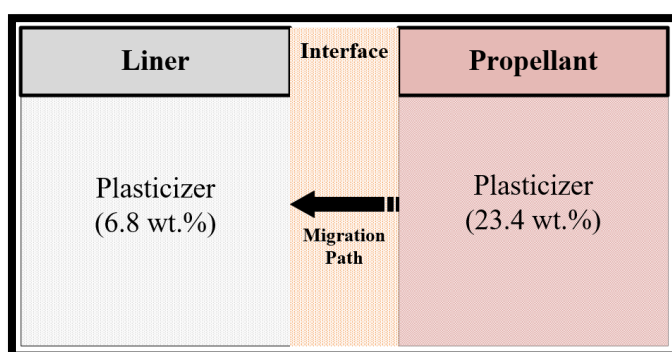 Liner
Interface
Propellant
Plasticizer
(6.8 wt.%)
Migration
Path
Plasticizer
(23.4 wt.%)